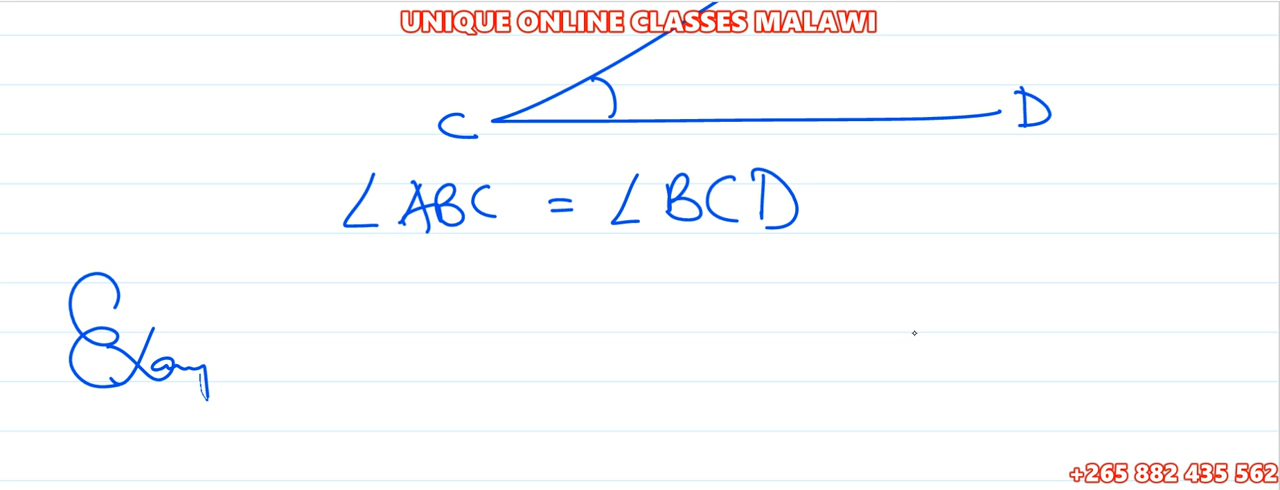 UNIQUE ONLINE CLASSES MALAWI
C D
∠ABC = ∠BCD
+265 882 435 562